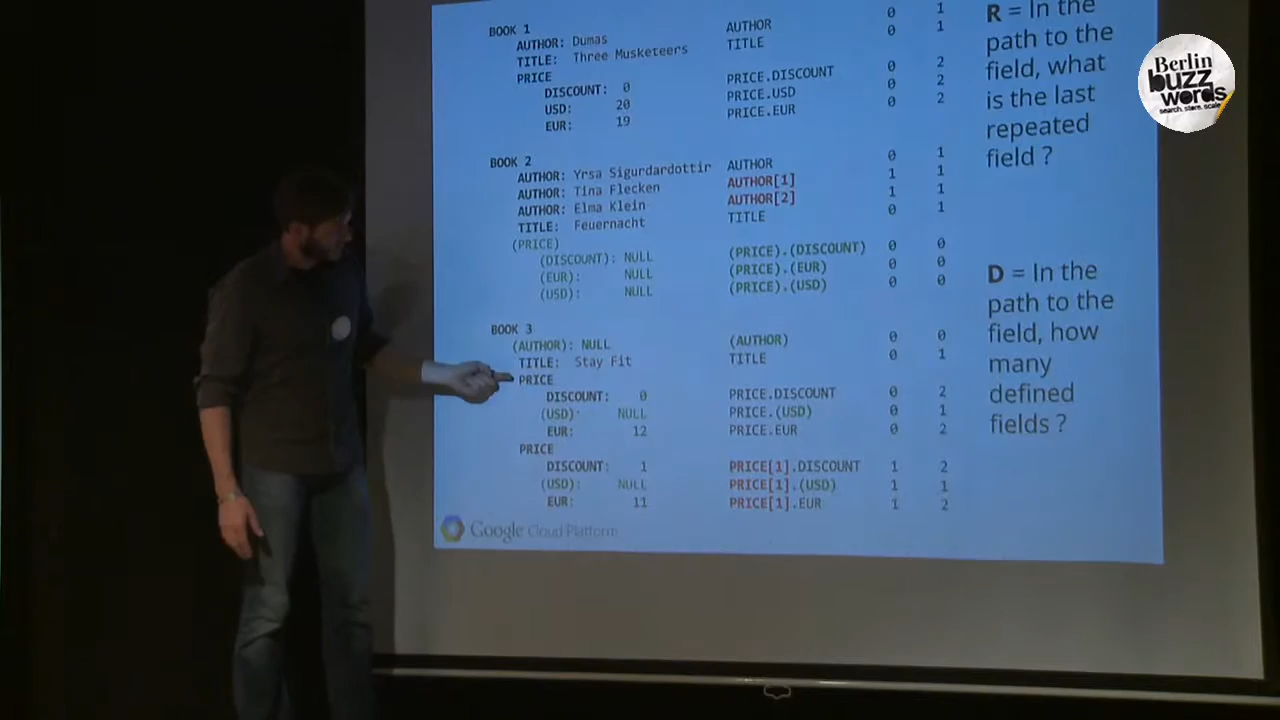 BOOK 1
AUTHOR: Dumas AUTHOR 0 1
TITLE: Three Musketeers TITLE 0 1
PRICE
DISCOUNT: 0 PRICE.DISCOUNT 0 2
USD: 20 PRICE.USD 0 2
EUR: 19 PRICE.EUR 0 2
BOOK 2
AUTHOR: Yrsa Sigurdardottir AUTHOR 0 1
AUTHOR: Tina Flecken AUTHOR[1] 1 1
AUTHOR: Elma Klein AUTHOR[2] 1 1
TITLE: Feuernacht TITLE 0 1
(PRICE)
(DISCOUNT): NULL (PRICE).(DISCOUNT) 0 0
(EUR): NULL (PRICE).(EUR) 0 0
(USD): NULL (PRICE).(USD) 0 0
BOOK 3
(AUTHOR): NULL (AUTHOR) 0 0
TITLE: Stay Fit TITLE 0 1
PRICE
DISCOUNT: 0 PRICE.DISCOUNT 0 2
(USD): NULL PRICE.(USD) 0 1
EUR: 12 PRICE.EUR 0 2
PRICE
DISCOUNT: 1 PRICE[1].DISCOUNT 1 2
(USD): NULL PRICE[1].(USD) 1 1
EUR: 11 PRICE[1].EUR 1 2
R = In the
path to the
field, what
is the last
repeated
field ?
D = In the
path to the
field, how
many
defined
fields ?
Google Cloud Platform
Berlin
buzz
words
search. store. scale.